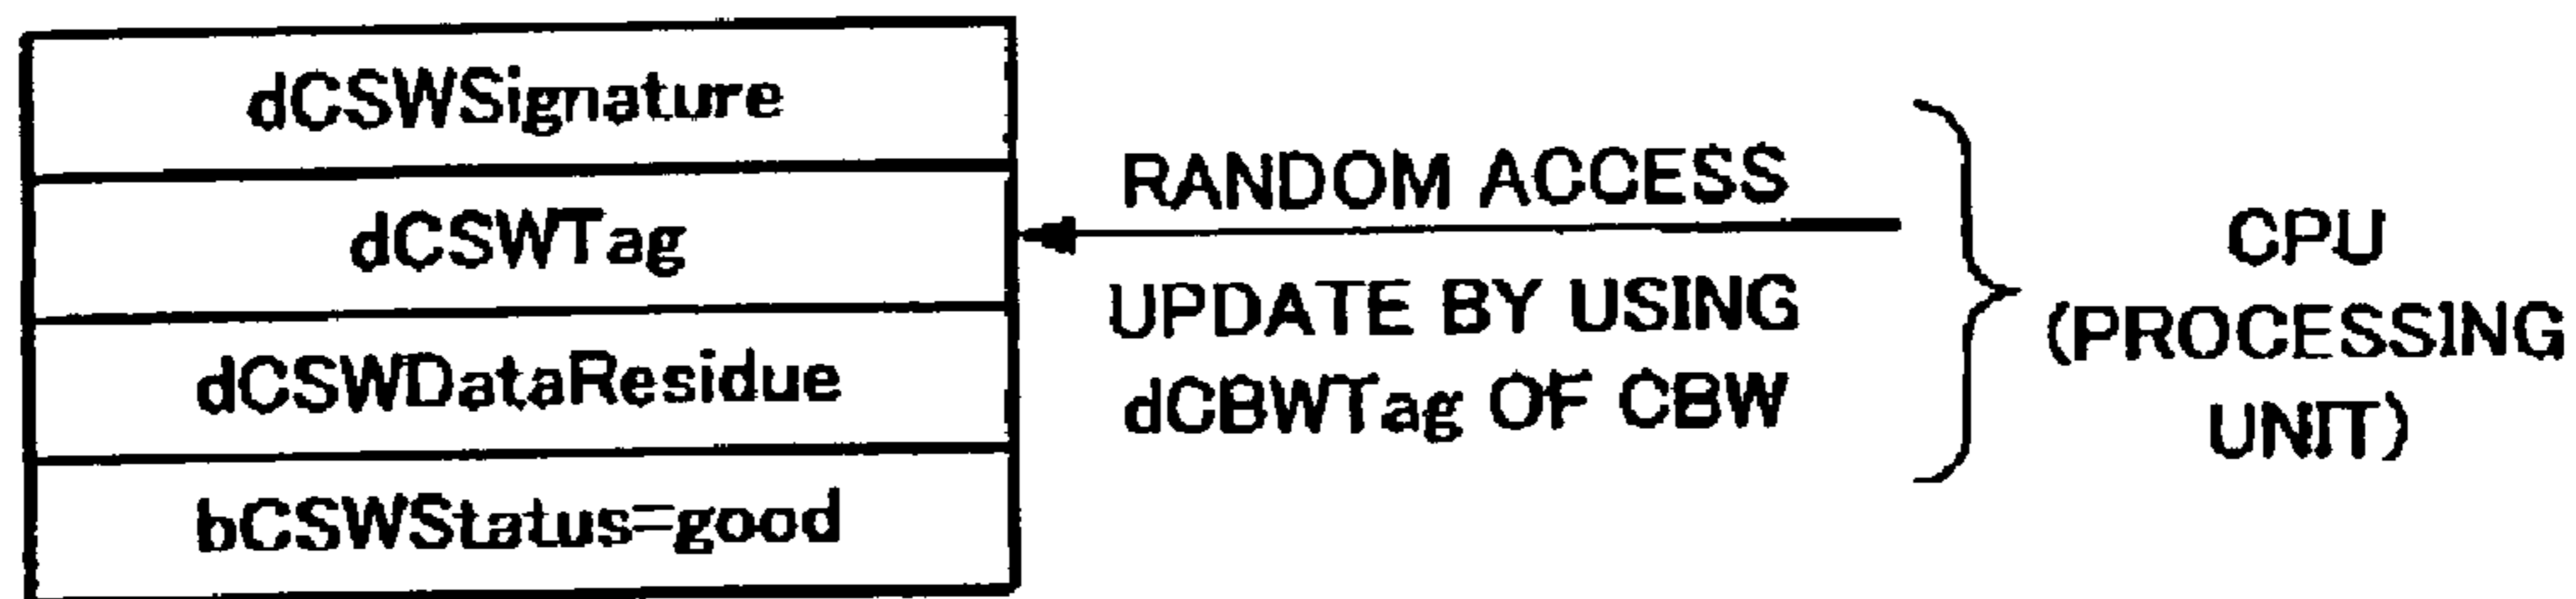 dCSWSignature
dCSWTag
dCSWDataResidue
bCSWStatus=good
RANDOM ACCESS
UPDATE BY USING
dCBWTag OF CBW
CPU
(PROCESSING
UNIT)